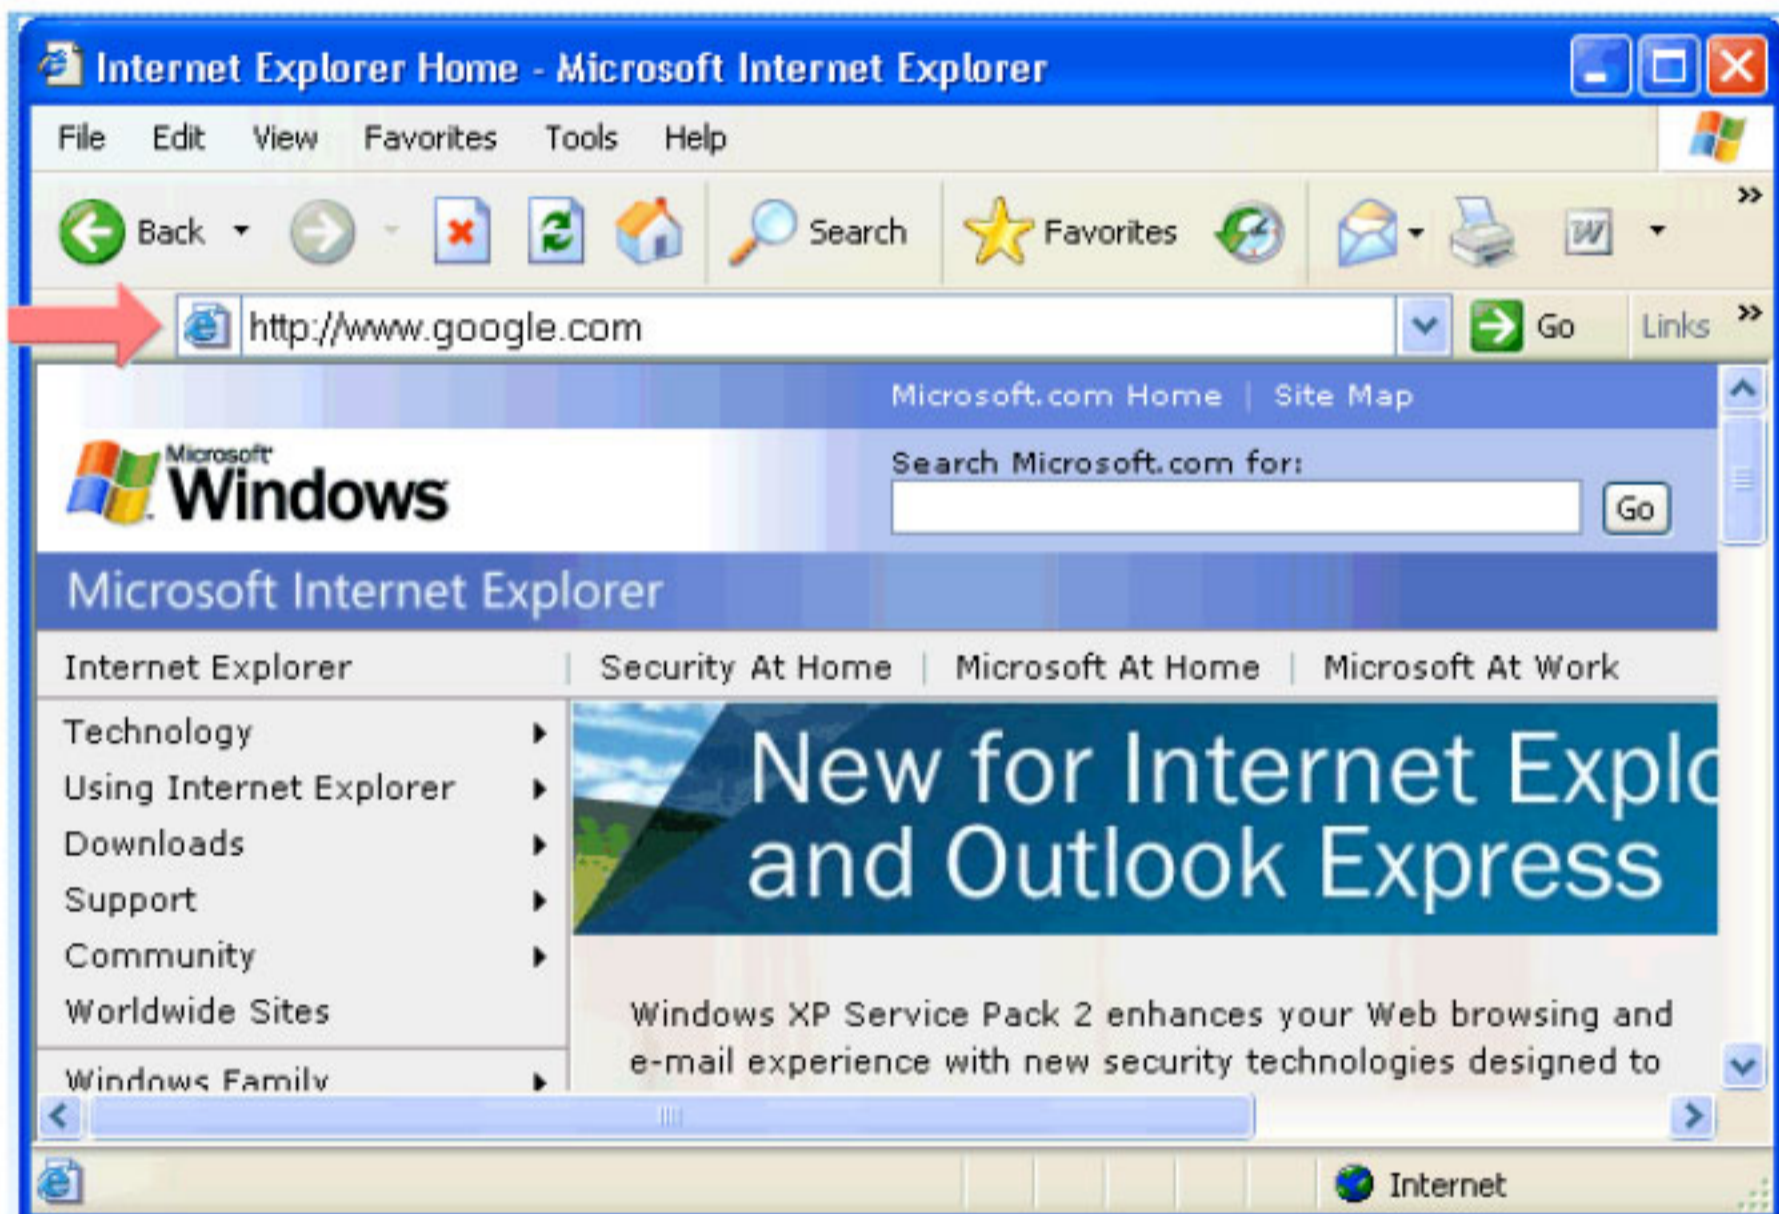 Internet Explorer Home - Microsoft Internet Explorer
File Edit View Favorites Tools Help
Back Search Favorites W »
http://www.google.com Go Links »
Microsoft.com Home | Site Map
Microsoft
Windows
Search Microsoft.com for:
Go
Microsoft Internet Explorer
Internet Explorer | Security At Home | Microsoft At Home | Microsoft At Work
Technology
Using Internet Explorer
Downloads
Support
Community
Worldwide Sites
Windows Family
New for Internet Explo
and Outlook Express
Windows XP Service Pack 2 enhances your Web browsing and
e-mail experience with new security technologies designed to
Internet